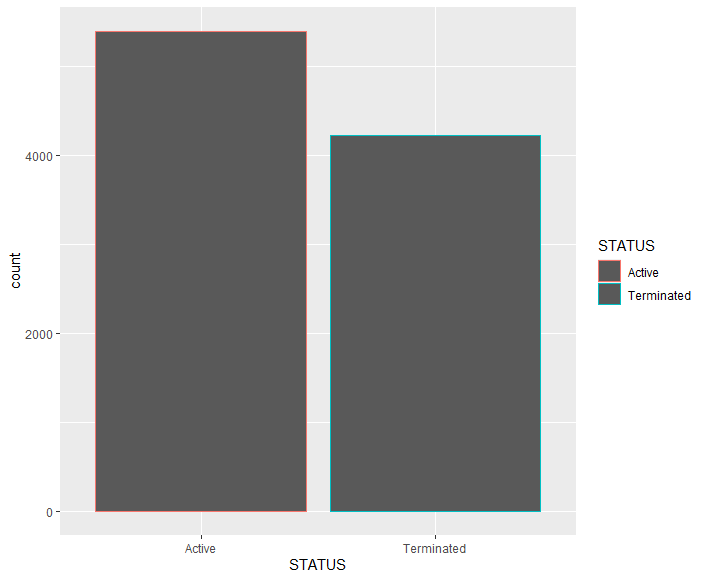 4000
2000
0
count
Active
Terminated
STATUS
STATUS
Active
Terminated